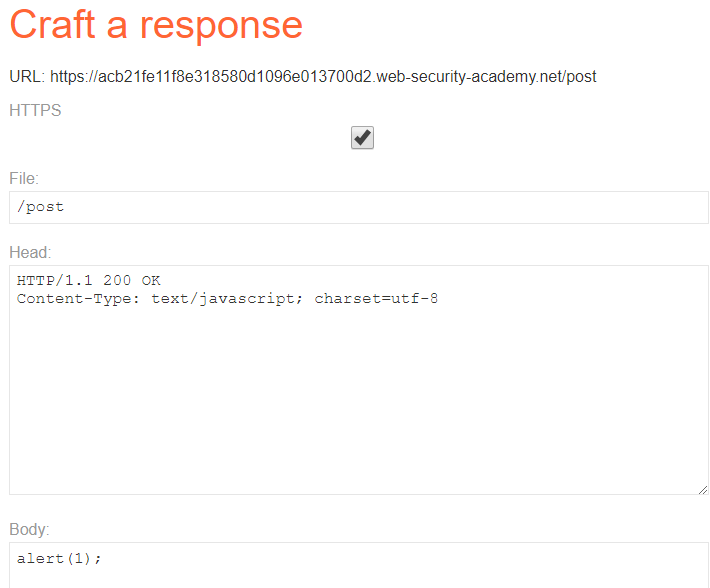 Craft a response
URL: https://acb21fe11f8e318580d1096e013700d2.web-security-academy.net/post
HTTPS
File:
/post
Head:
HTTP/1.1 200 OK
Content-Type: text/javascript; charset=utf-8
Body:
alert(1);